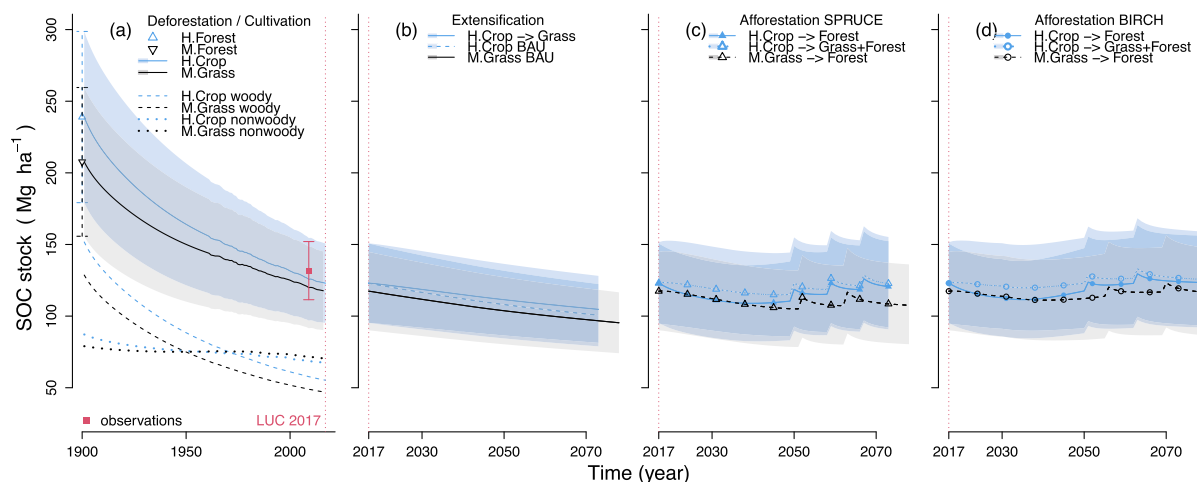 (a)
Deforestation / Cultivation
H.Forest
M.Forest
H.Crop
M.Grass
H.Crop woody
M.Grass woody
H.Crop nonwoody
M.Grass nonwoody
observations
LUC 2017
(b)
Extensification
H.Crop −> Grass
H.Crop BAU
M.Grass BAU
(c)
Afforestation SPRUCE
H.Crop −> Forest
H.Crop −> Grass+Forest
M.Grass −> Forest
(d)
Afforestation BIRCH
H.Crop −> Forest
H.Crop −> Grass+Forest
M.Grass −> Forest
SOC stock ( Mg ha⁻¹ )
300
250
200
150
100
50
1900 1950 2000
2017 2030 2050 2070
2017 2030 2050 2070
2017 2030 2050 2070
Time (year)